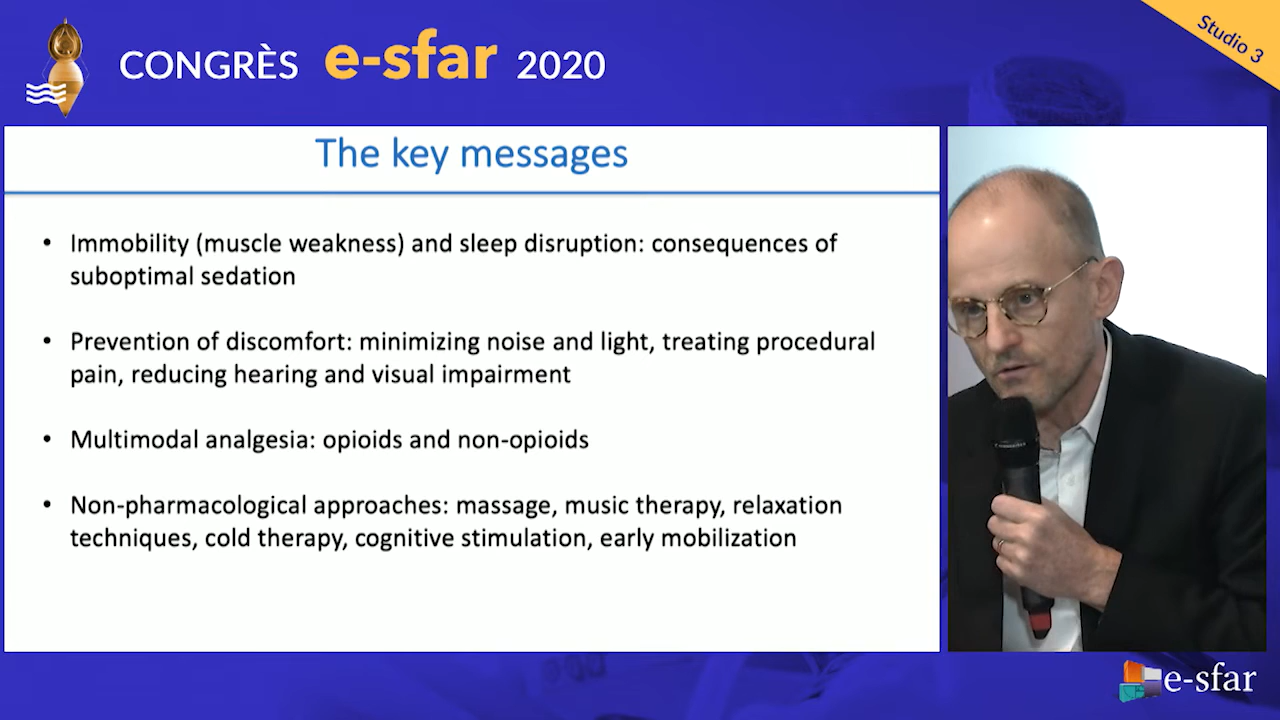 CONGRÈS e-sfar 2020
Studio 3
The key messages
• Immobility (muscle weakness) and sleep disruption: consequences of
suboptimal sedation
• Prevention of discomfort: minimizing noise and light, treating procedural
pain, reducing hearing and visual impairment
• Multimodal analgesia: opioids and non-opioids
• Non-pharmacological approaches: massage, music therapy, relaxation
techniques, cold therapy, cognitive stimulation, early mobilization
e-sfar